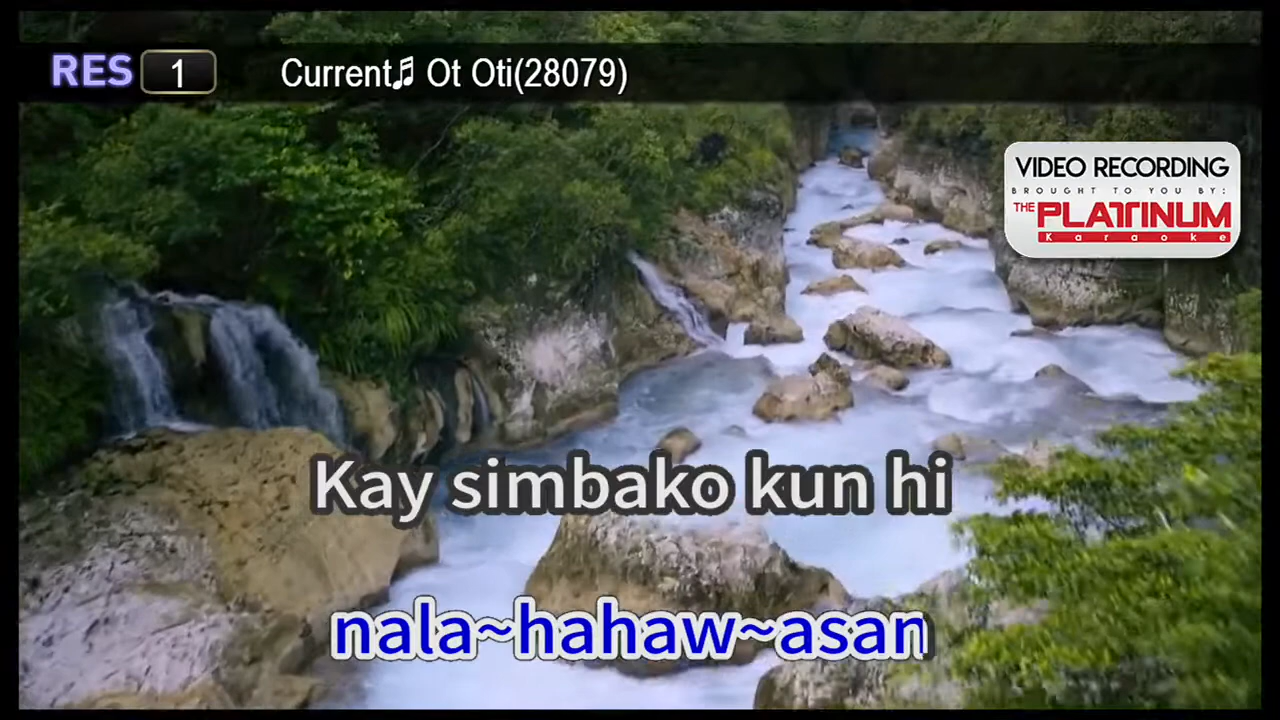 RES 1 Current♫ Ot Oti(28079)
VIDEO RECORDING
BROUGHT TO YOU BY:
THE PLATINUM
Karaoke
Kay simbako kun hi
nala~hahaw~asan